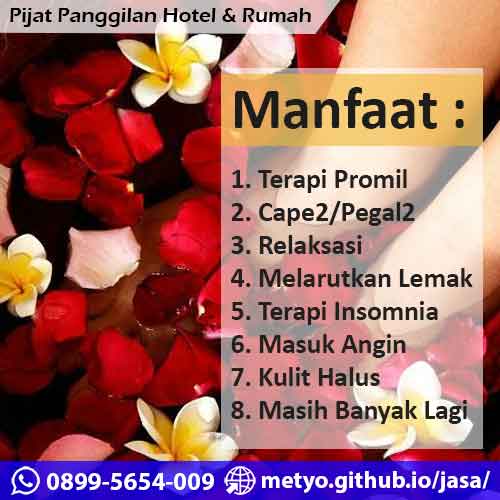 Pijat Panggilan Hotel & Rumah
Manfaat :
1. Terapi Promil
2. Cape2/Pegal2
3. Relaksasi
4. Melarutkan Lemak
5. Terapi Insomnia
6. Masuk Angin
7. Kulit Halus
8. Masih Banyak Lagi
0899-5654-009 metyo.github.io/jasa/